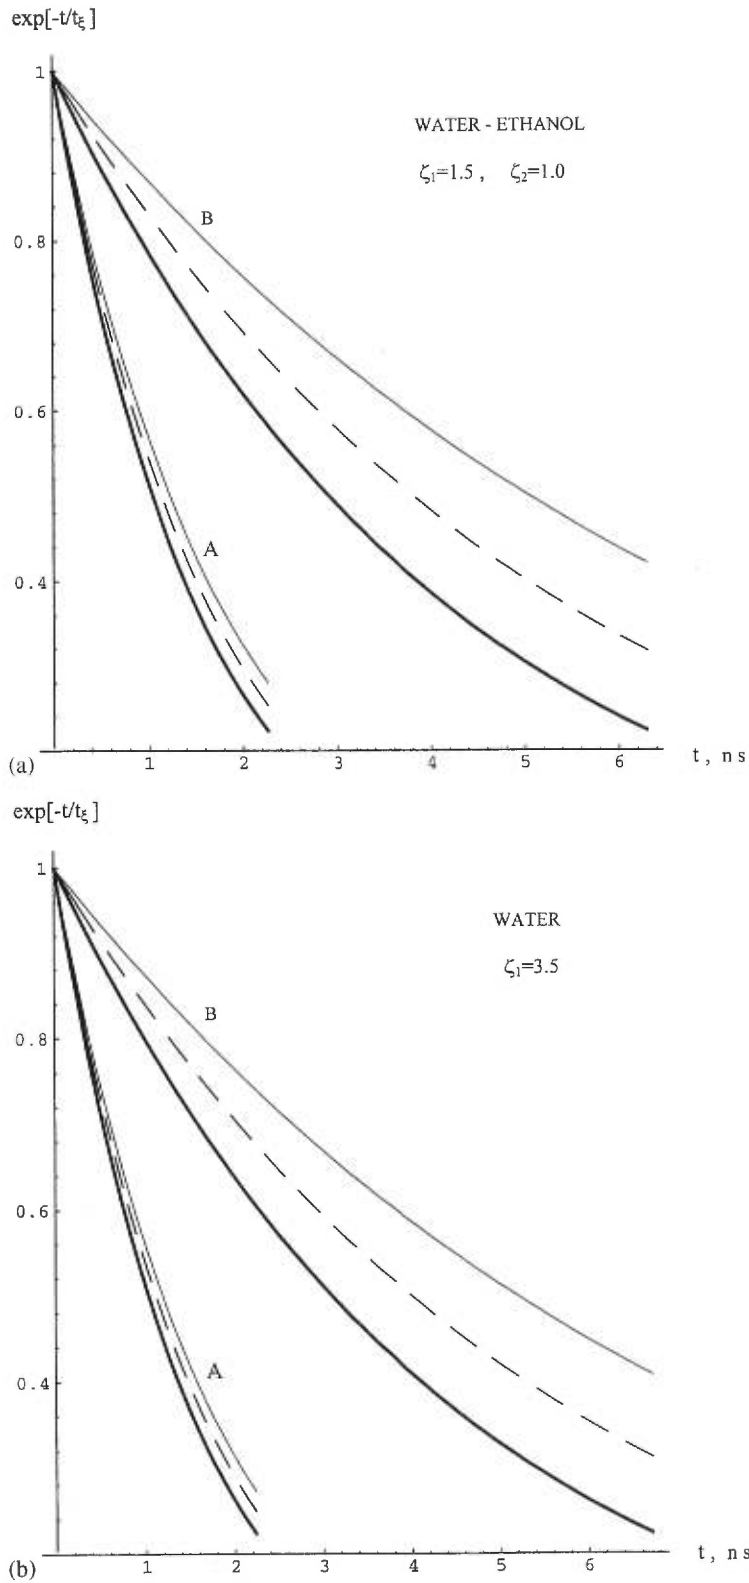 exp[-t/tξ]
1
WATER - ETHANOL
ζ1=1.5 , ζ2=1.0
B
0.8
0.6
A
0.4
1 2 3 4 5 6
t, ns
(a)
exp[-t/tξ]
1
WATER
ζ1=3.5
B
0.8
0.6
A
0.4
1 2 3 4 5 6
t, ns
(b)